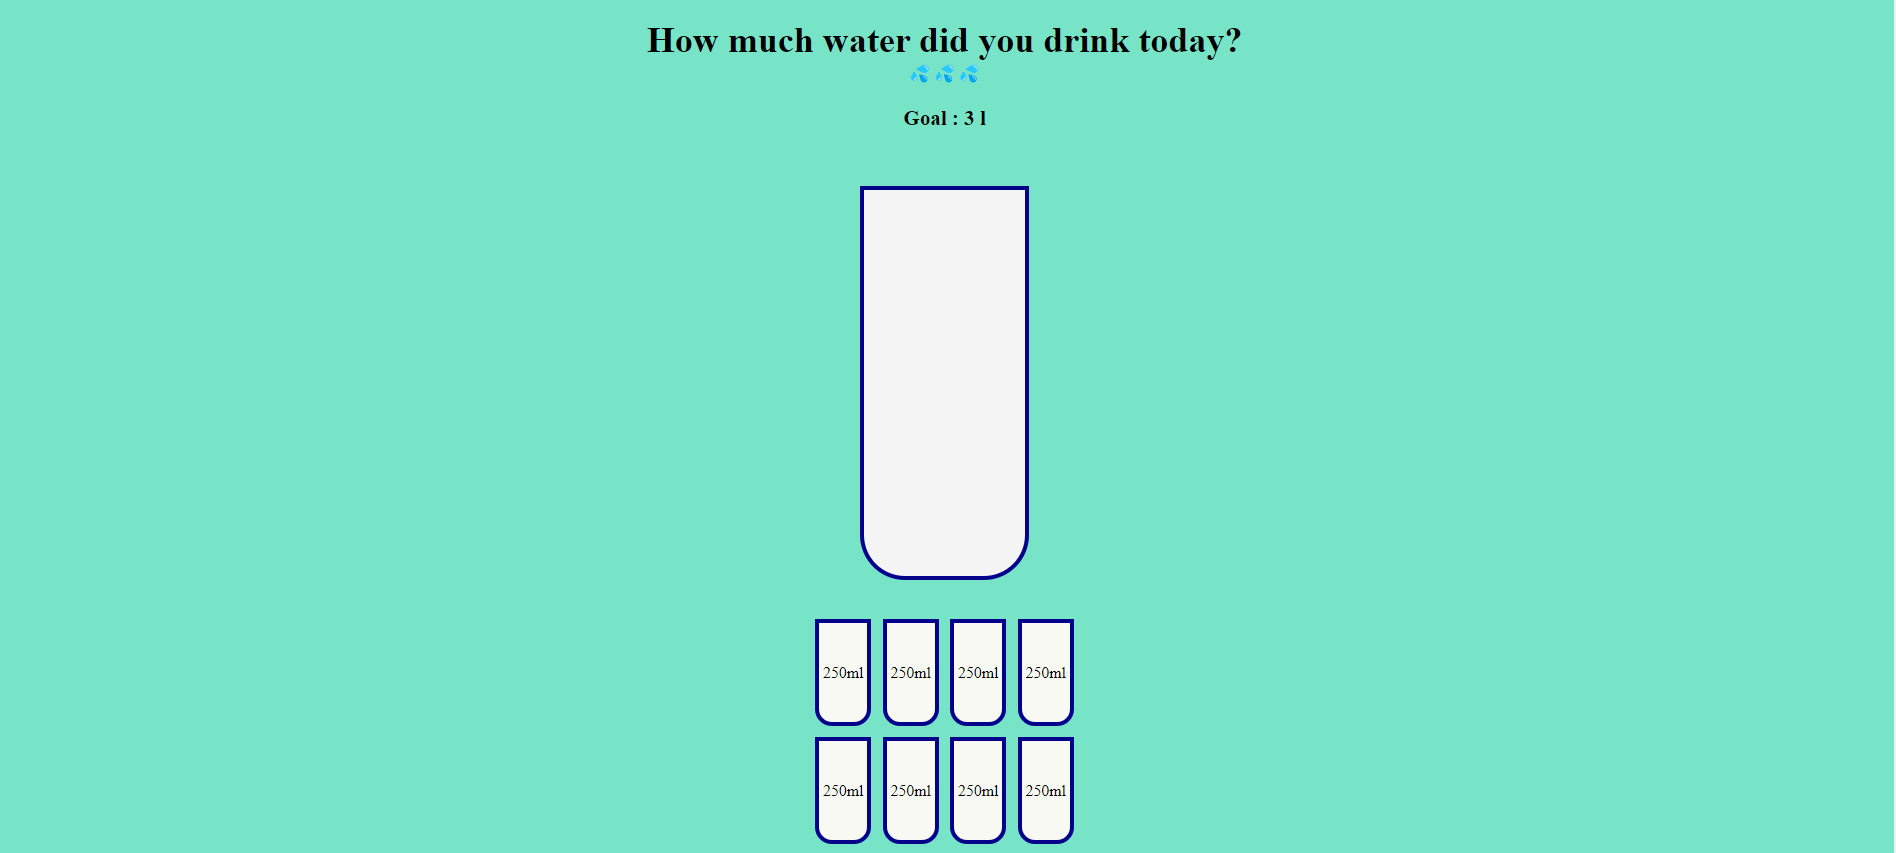 How much water did you drink today?
💦 💦 💦
Goal : 3 l
250ml 250ml 250ml 250ml
250ml 250ml 250ml 250ml